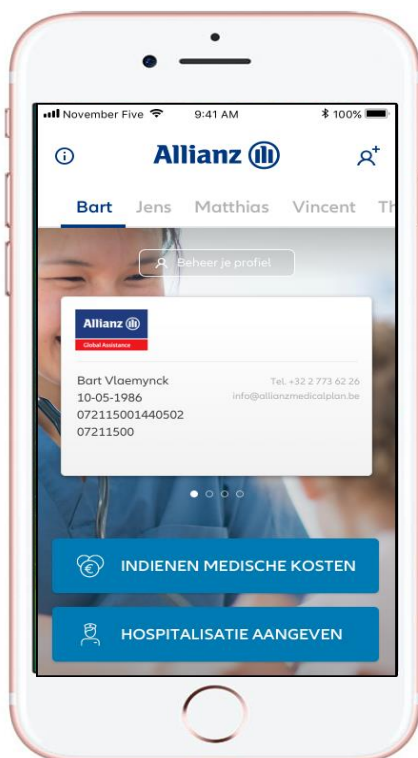 November Five 9:41 AM 100%
Allianz
Bart Jens Matthias Vincent Th
Beheer je profiel
Allianz
Global Assistance
Bart Vlaemynck
Tel. +32 2 773 62 26
10-05-1986
info@allianzmedicalplan.be
072115001440502
07211500
INDIENEN MEDISCHE KOSTEN
HOSPITALISATIE AANGEVEN